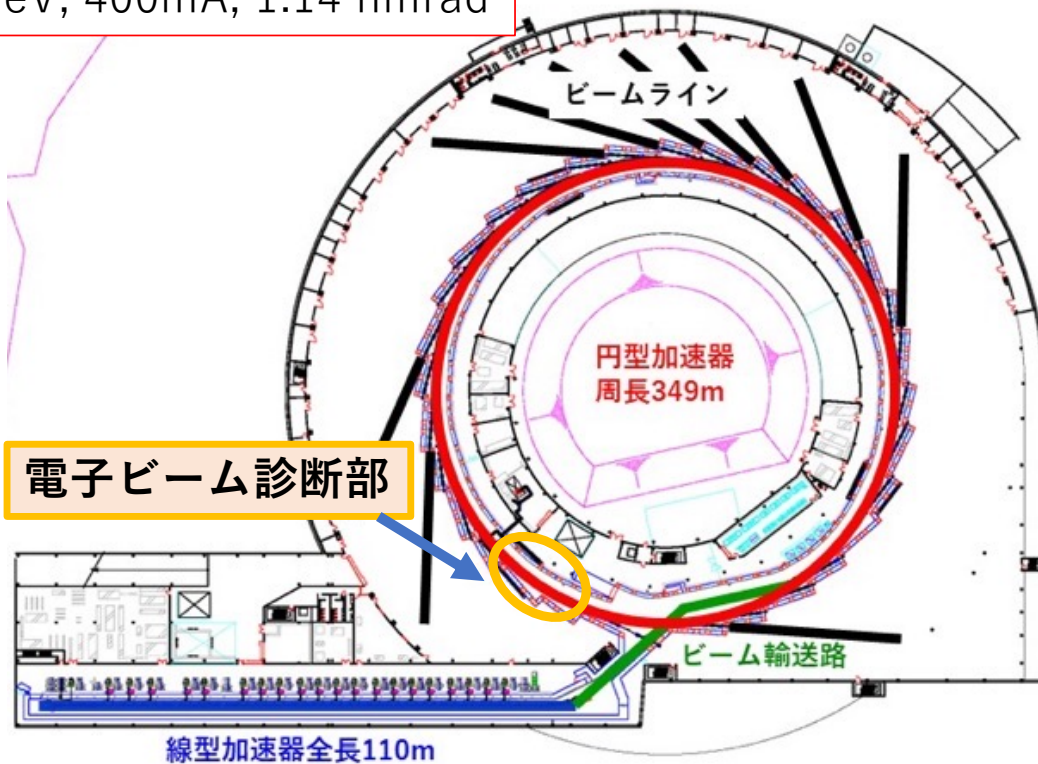 eV, 400mA, 1.14 nmrad
ビームライン
円型加速器
周長349m
電子ビーム診断部
ビーム輸送路
線型加速器全長110m